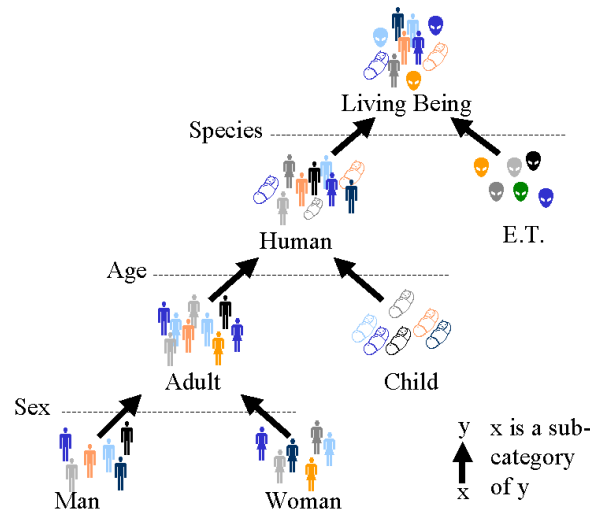 Living Being
Species
Human
E.T.
Age
Adult
Child
Sex
Man
Woman
y x is a sub-
category
x of y